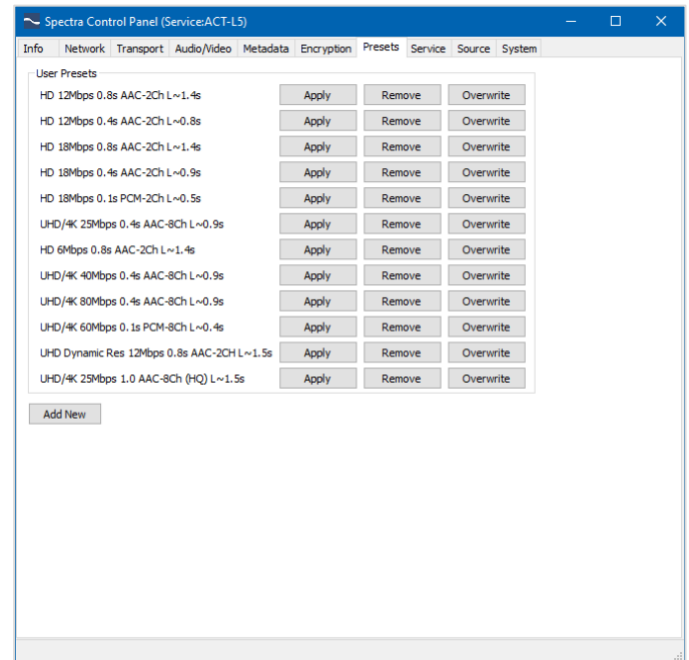 Spectra Control Panel (Service:ACT-L5)
Info Network Transport Audio/Video Metadata Encryption Presets Service Source System
User Presets
HD 12Mbps 0.8s AAC-2Ch L~1.4s Apply Remove Overwrite
HD 12Mbps 0.4s AAC-2Ch L~0.8s Apply Remove Overwrite
HD 18Mbps 0.8s AAC-2Ch L~1.4s Apply Remove Overwrite
HD 18Mbps 0.4s AAC-2Ch L~0.9s Apply Remove Overwrite
HD 18Mbps 0.1s PCM-2Ch L~0.5s Apply Remove Overwrite
UHD/4K 25Mbps 0.4s AAC-8Ch L~0.9s Apply Remove Overwrite
HD 6Mbps 0.8s AAC-2Ch L~1.4s Apply Remove Overwrite
UHD/4K 40Mbps 0.4s AAC-8Ch L~0.9s Apply Remove Overwrite
UHD/4K 80Mbps 0.4s AAC-8Ch L~0.9s Apply Remove Overwrite
UHD/4K 60Mbps 0.1s PCM-8Ch L~0.4s Apply Remove Overwrite
UHD Dynamic Res 12Mbps 0.8s AAC-2CH L~1.5s Apply Remove Overwrite
UHD/4K 25Mbps 1.0 AAC-8Ch (HQ) L~1.5s Apply Remove Overwrite
Add New